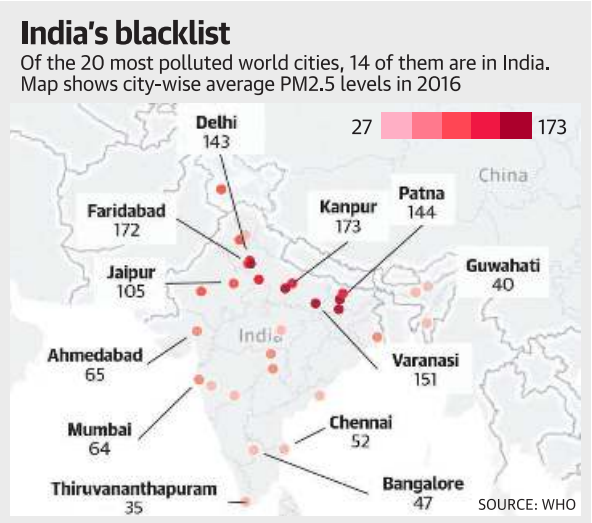 India's blacklist
Of the 20 most polluted world cities, 14 of them are in India.
Map shows city-wise average PM2.5 levels in 2016
27
173
Delhi
143
China
Patna
144
Kanpur
173
Faridabad
172
Guwahati
40
Jaipur
105
India
Ahmedabad
65
Varanasi
151
Mumbai
64
Chennai
52
Bangalore
47
Thiruvananthapuram
35
SOURCE: WHO